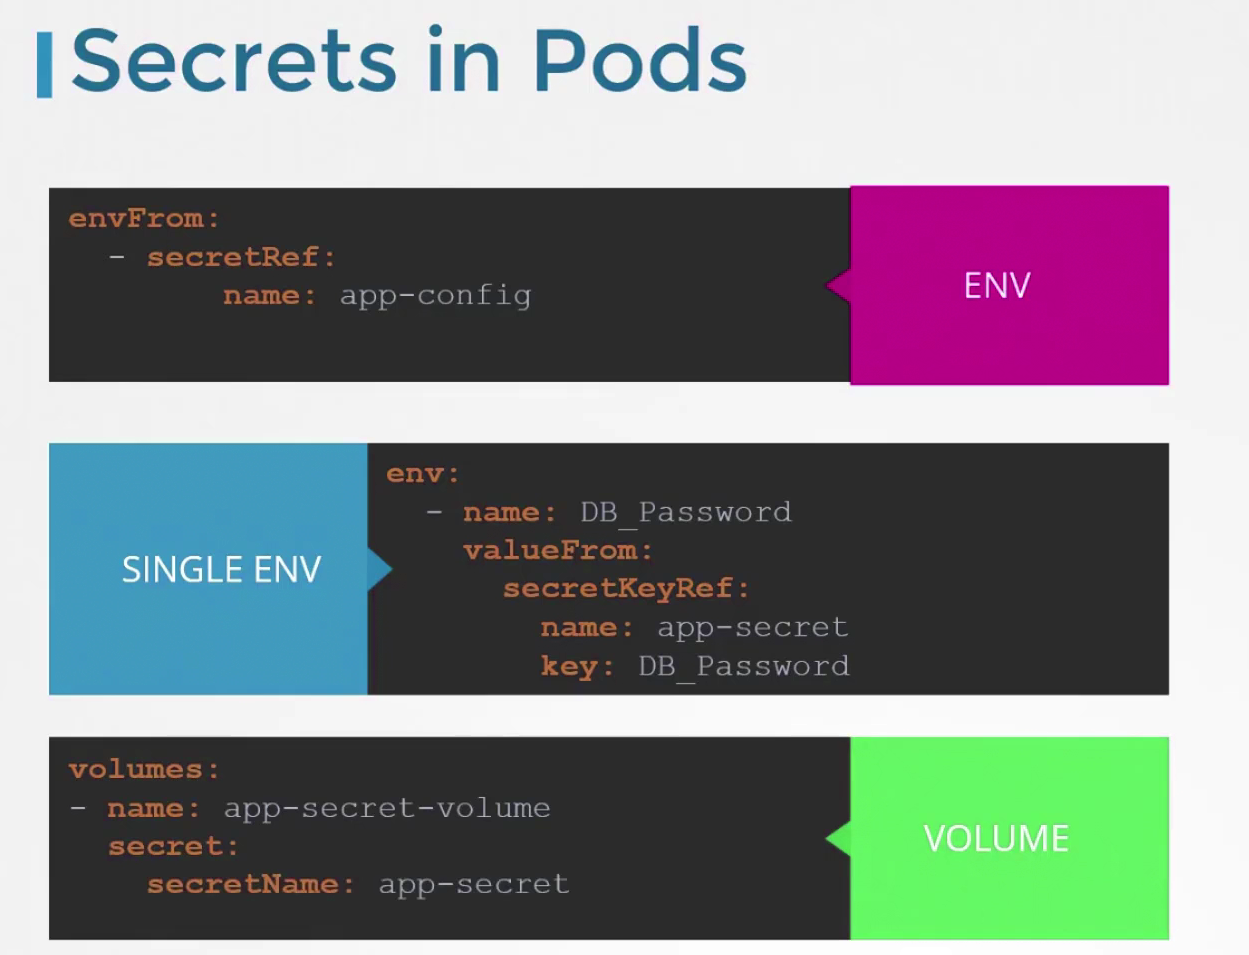 Secrets in Pods
envFrom:
  - secretRef:
        name: app-config
ENV
SINGLE ENV
env:
  - name: DB_Password
    valueFrom:
      secretKeyRef:
        name: app-secret
        key: DB_Password
volumes:
- name: app-secret-volume
  secret:
    secretName: app-secret
VOLUME